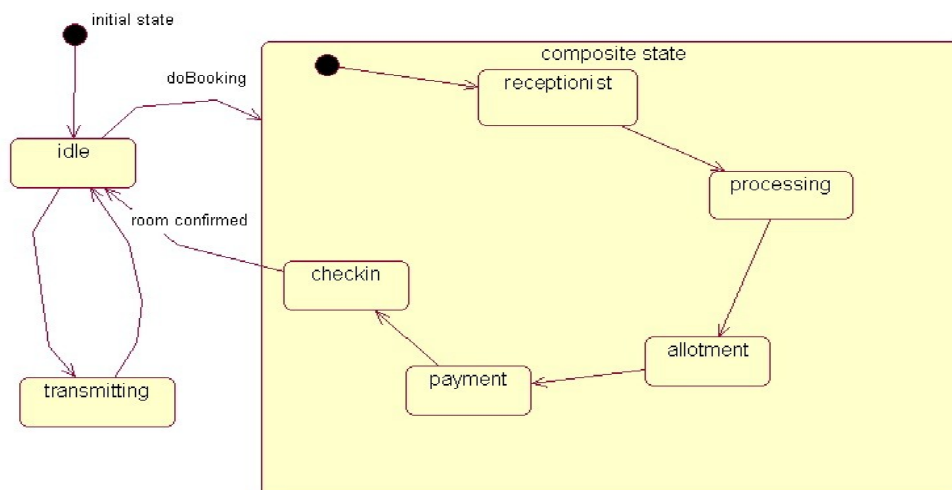 initial state
composite state
doBooking
receptionist
idle
processing
room confirmed
checkin
allotment
payment
transmitting